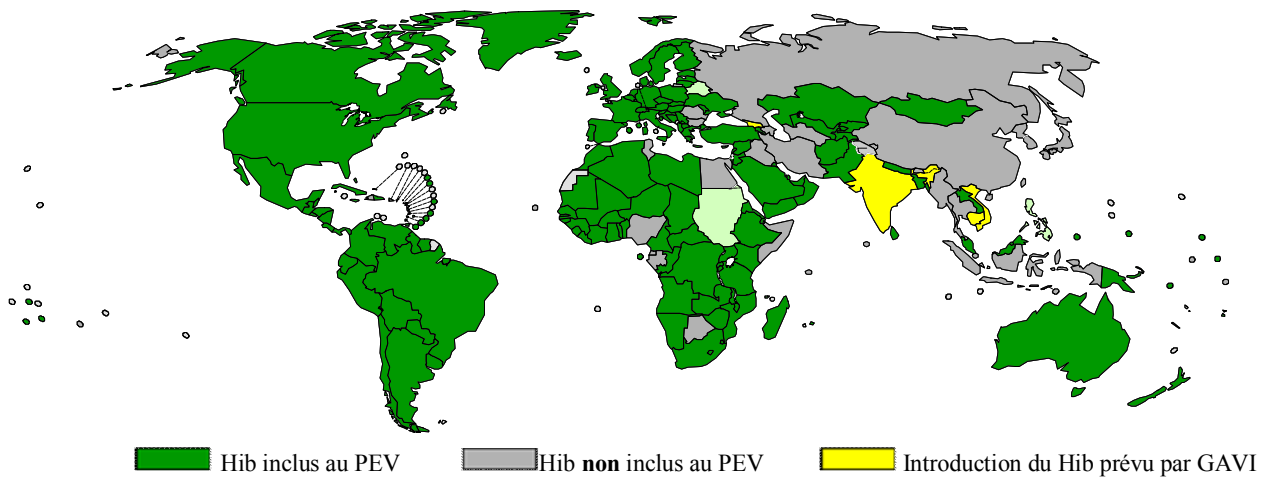 Hib inclus au PEV
Hib non inclus au PEV
Introduction du Hib prévu par GAVI